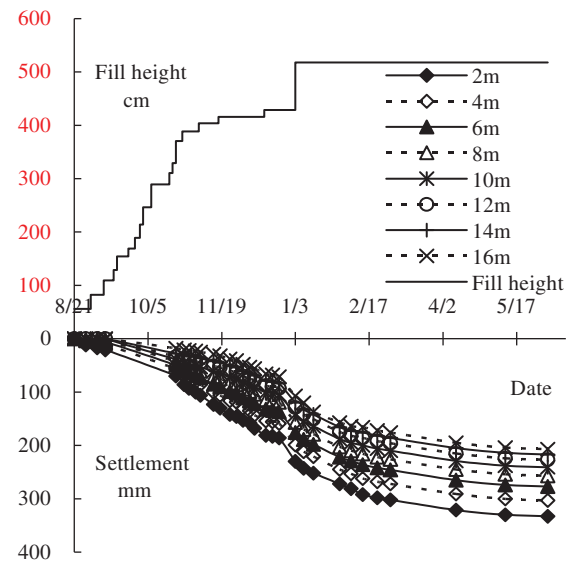 600
500
400
300
200
100
0
100
200
300
400
Fill height
cm
2m
4m
6m
8m
10m
12m
14m
16m
Fill height
8/21 10/5 11/19 1/3 2/17 4/2 5/17
Date
Settlement
mm